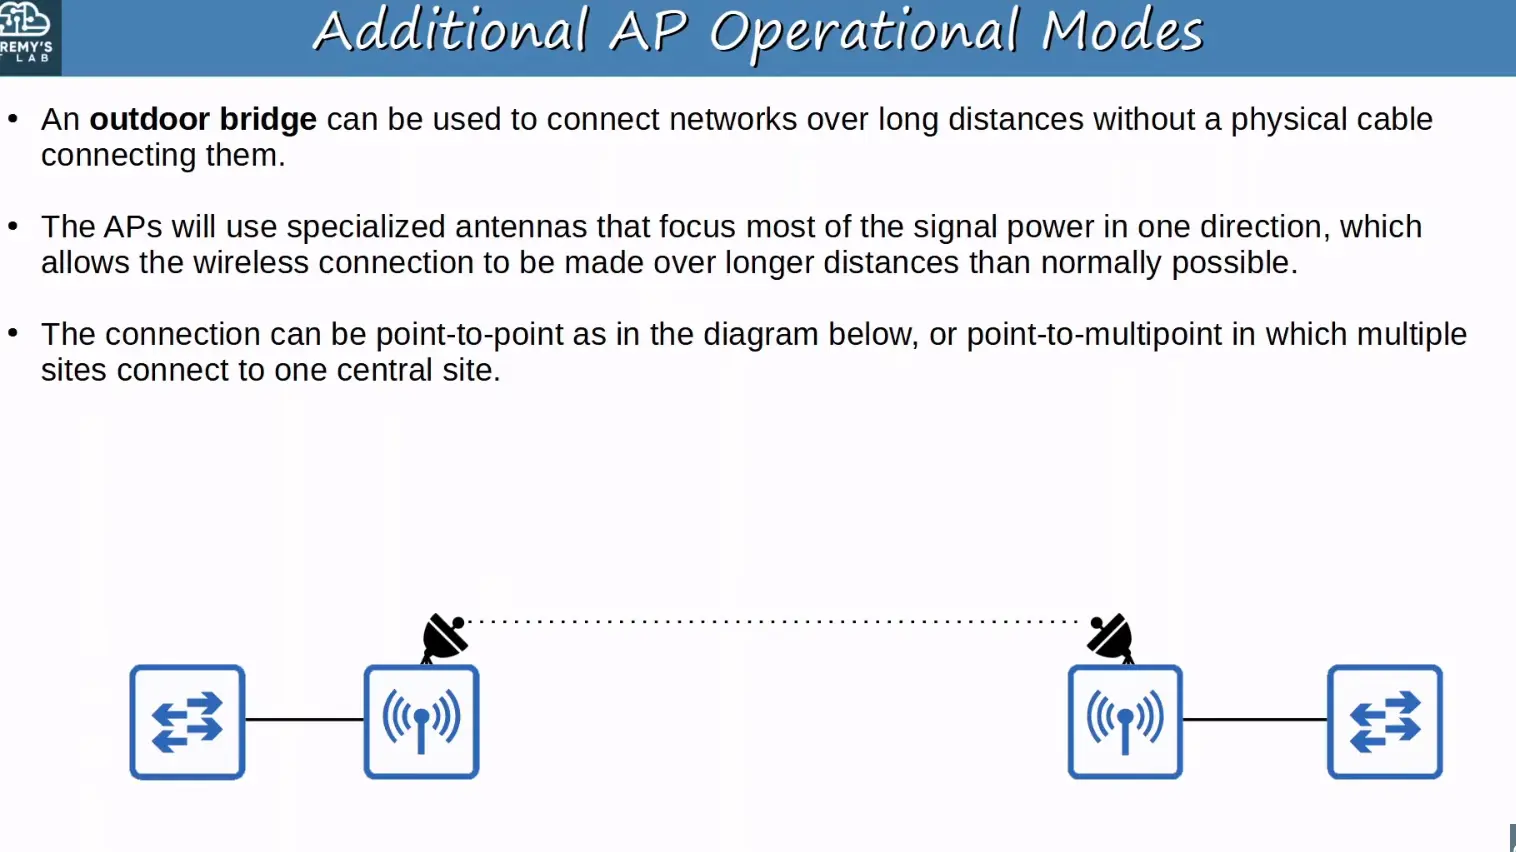 Additional AP Operational Modes
REMY'S
LAB
• An outdoor bridge can be used to connect networks over long distances without a physical cable
connecting them.
• The APs will use specialized antennas that focus most of the signal power in one direction, which
allows the wireless connection to be made over longer distances than normally possible.
• The connection can be point-to-point as in the diagram below, or point-to-multipoint in which multiple
sites connect to one central site.